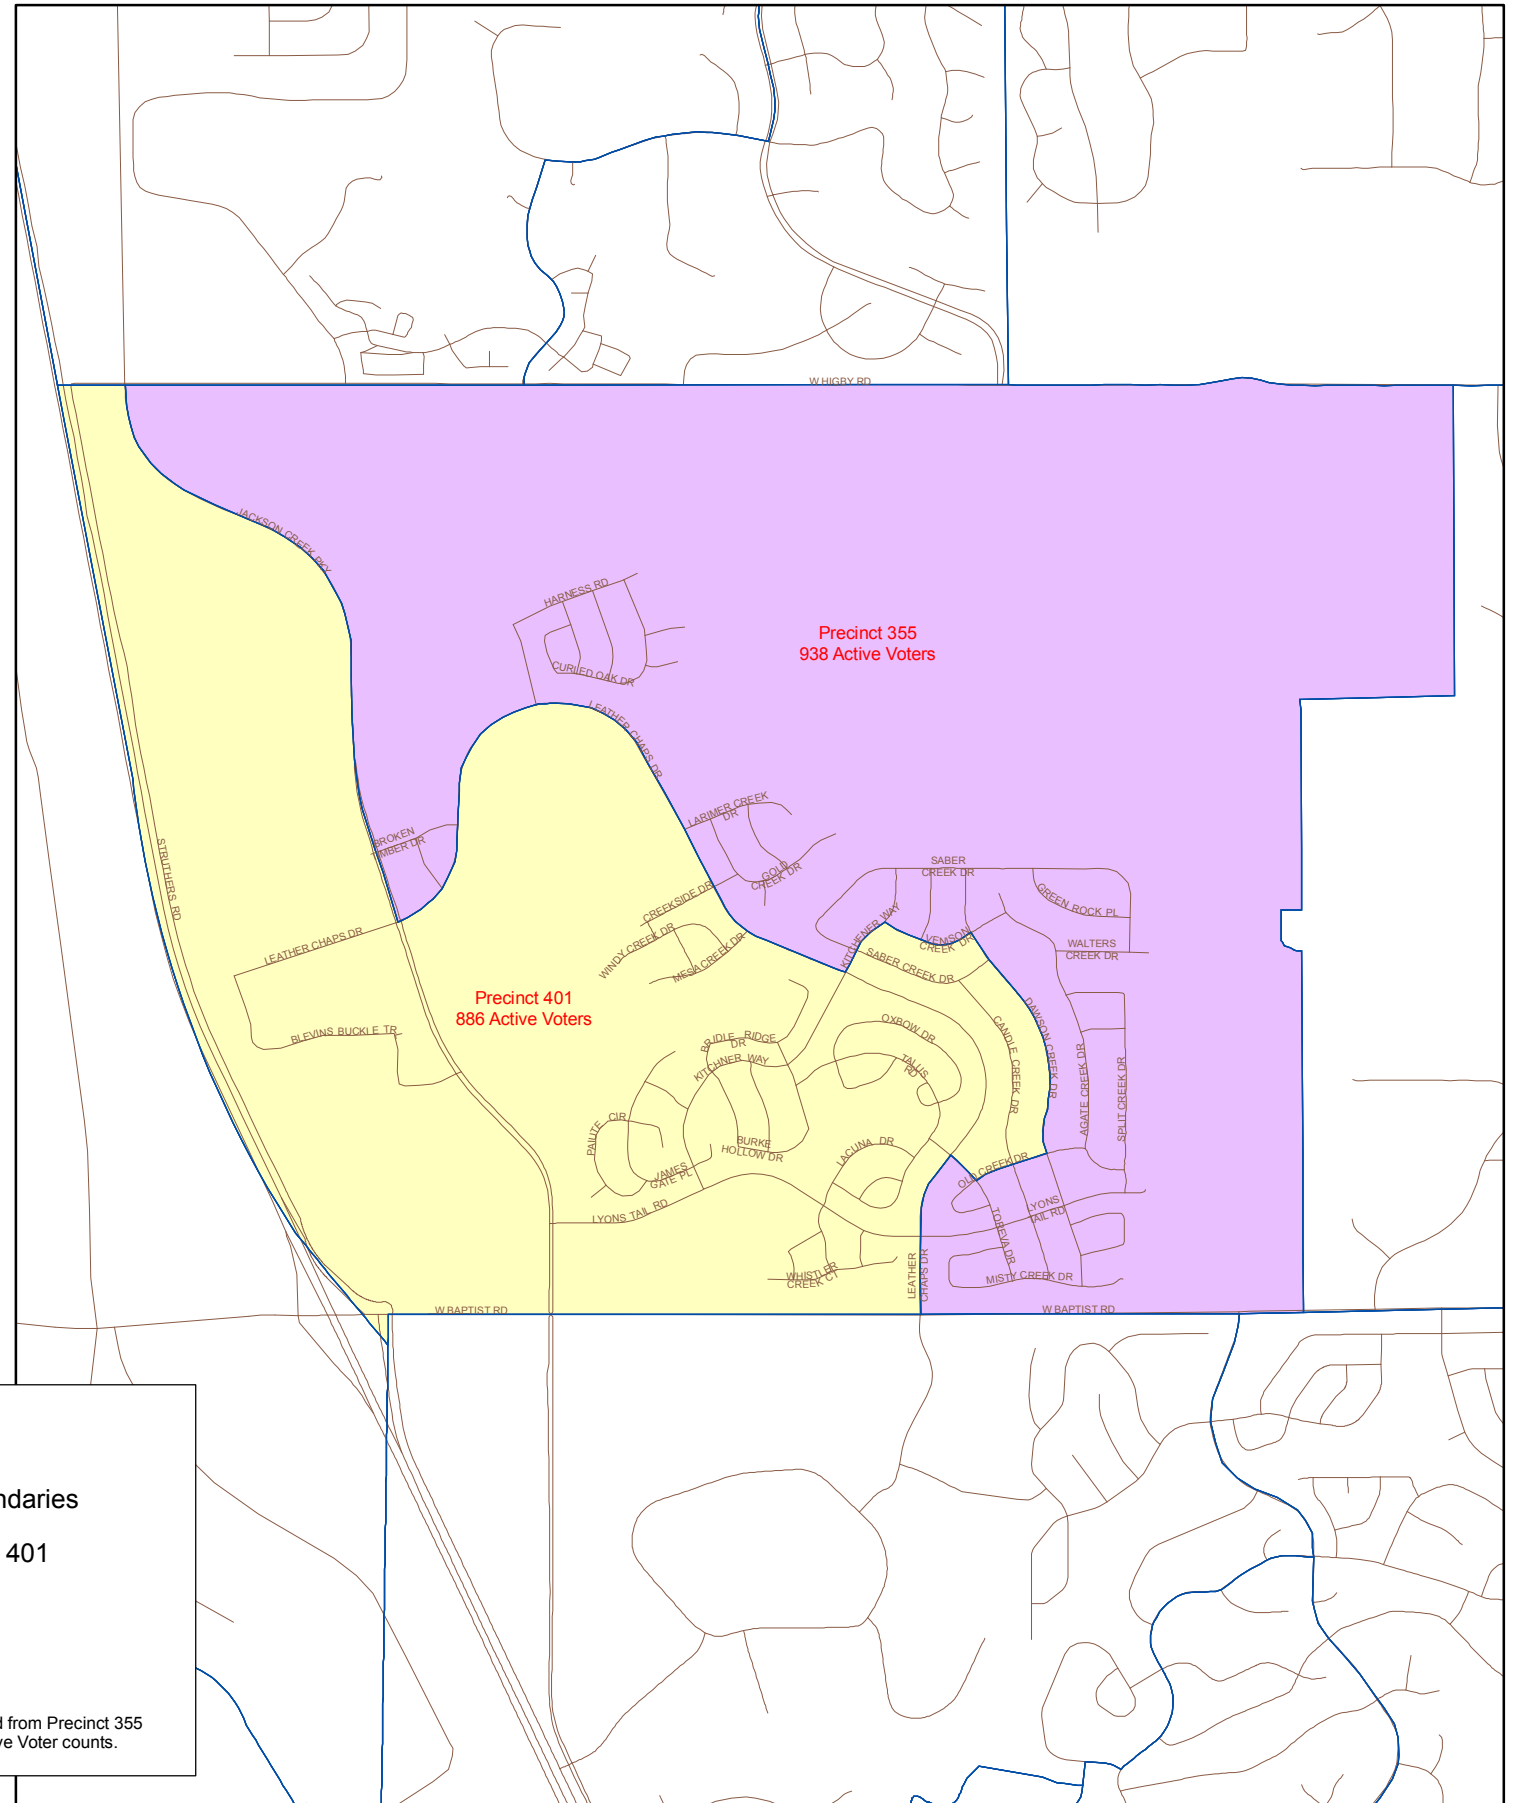 W HIGBY RD
JACKSON CREEK PKY
HARNESS RD
Precinct 355
938 Active Voters
CURLED OAK DR
LEATHER CHAPS DR
LARIMER CREEK
DR
BROKEN
TIMBER DR
STRUTHERS RD
GOLD
CREEK DR
SABER
CREEK DR
GREEN ROCK PL
CREEKSIDE DR
KITCHENER WAY
LEATHER CHAPS DR
WINDY CREEK DR
MESA CREEK DR
CREEK DR
WALTERS
CREEK DR
SABER CREEK DR
Precinct 401
886 Active Voters
DAWSON CREEK DR
BLEVINS BUCKLE TR
BRIDLE RIDGE
DR
OXBOW DR
CANDLE CREEK DR
KITCHNER WAY
TALLUS
RD
AGATE CREEK DR
SPLIT CREEK DR
PAIUTE CIR
BURKE
HOLLOW DR
LACUNA DR
JAMES
GATE PL
OLD CREEK DR
LYONS TAIL RD
LYONS
TAIL RD
TOREVA DR
WHISTLER
CREEK CT
LEATHER
CHAPS DR
MISTY CREEK DR
W BAPTIST RD
W BAPTIST RD
ndaries
401
d from Precinct 355
ve Voter counts.